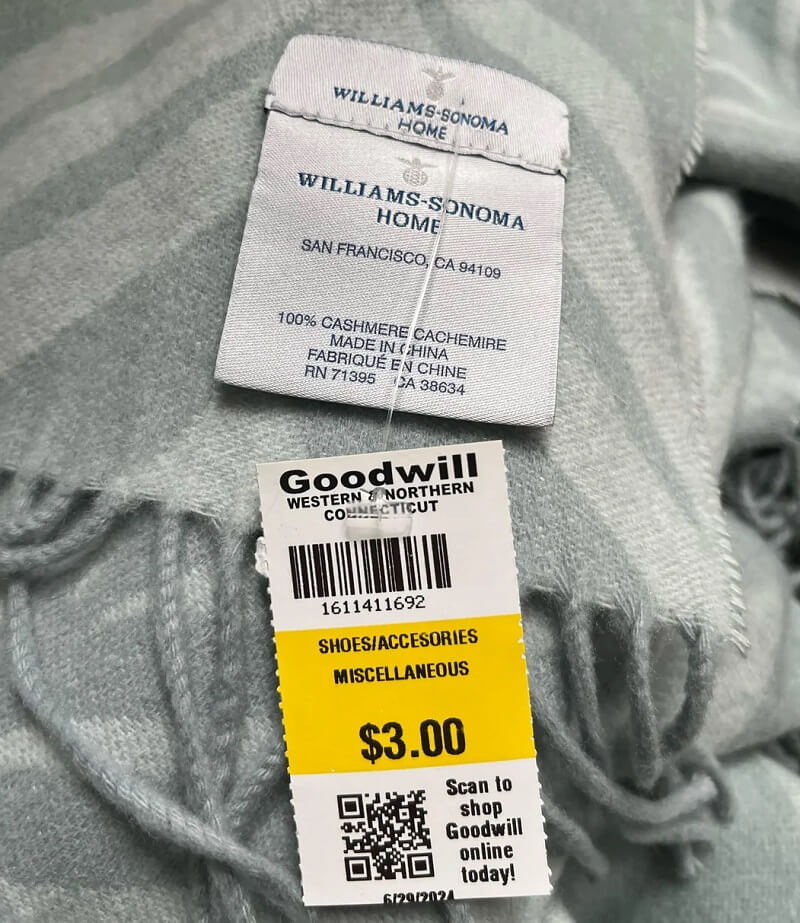 WILLIAMS-SONOMA
HOME
WILLIAMS-SONOMA
HOME
SAN FRANCISCO, CA 94109
100% CASHMERE CACHEMIRE
MADE IN CHINA
FABRIQUÉ EN CHINE
RN 71395 CA 38634
Goodwill
WESTERN & NORTHERN
CONNECTICUT
1611411692
SHOES/ACCESORIES
MISCELLANEOUS
$3.00
Scan to
shop
Goodwill
online
today!
6/29/2024